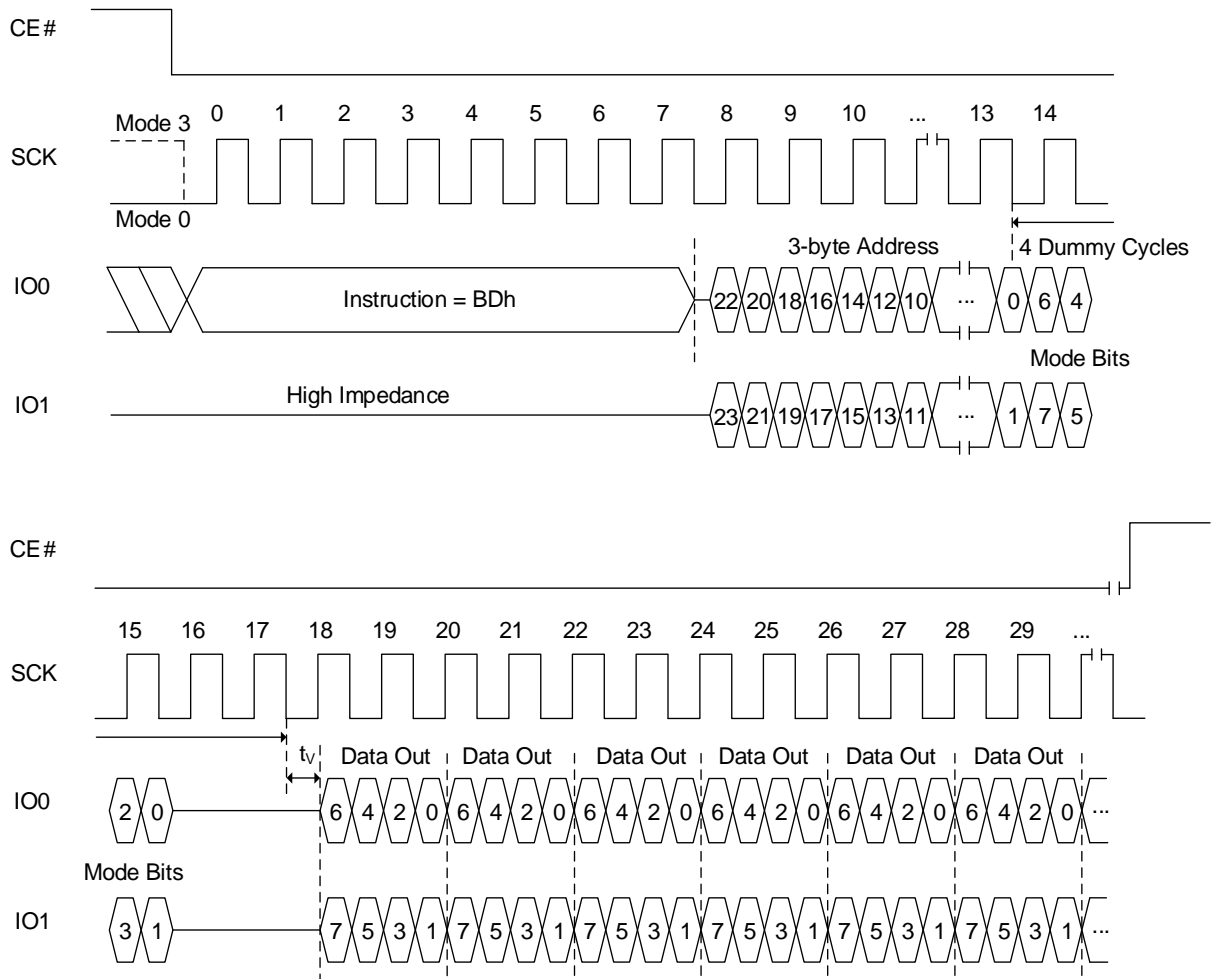 CE#
Mode 3
0 1 2 3 4 5 6 7 8 9 10 ... 13 14
SCK
Mode 0
3-byte Address
4 Dummy Cycles
IO0
Instruction = BDh
22 20 18 16 14 12 10 ... 0 6 4
Mode Bits
IO1
High Impedance
23 21 19 17 15 13 11 ... 1 7 5
CE#
15 16 17 18 19 20 21 22 23 24 25 26 27 28 29 ...
SCK
tV Data Out Data Out Data Out Data Out Data Out Data Out
IO0
2 0 6 4 2 0 6 4 2 0 6 4 2 0 6 4 2 0 6 4 2 0 6 4 2 0 ...
Mode Bits
IO1
3 1 7 5 3 1 7 5 3 1 7 5 3 1 7 5 3 1 7 5 3 1 7 5 3 1 ...